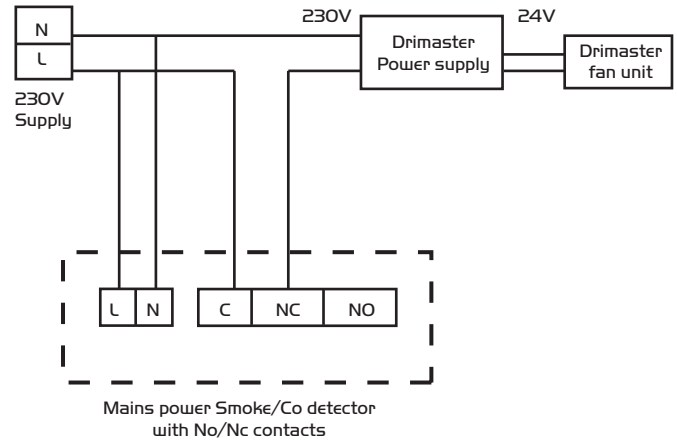 N
L
230V
Supply
230V
Drimaster
Power supply
24V
Drimaster
fan unit
L N C NC NO
Mains power Smoke/Co detector
with No/Nc contacts